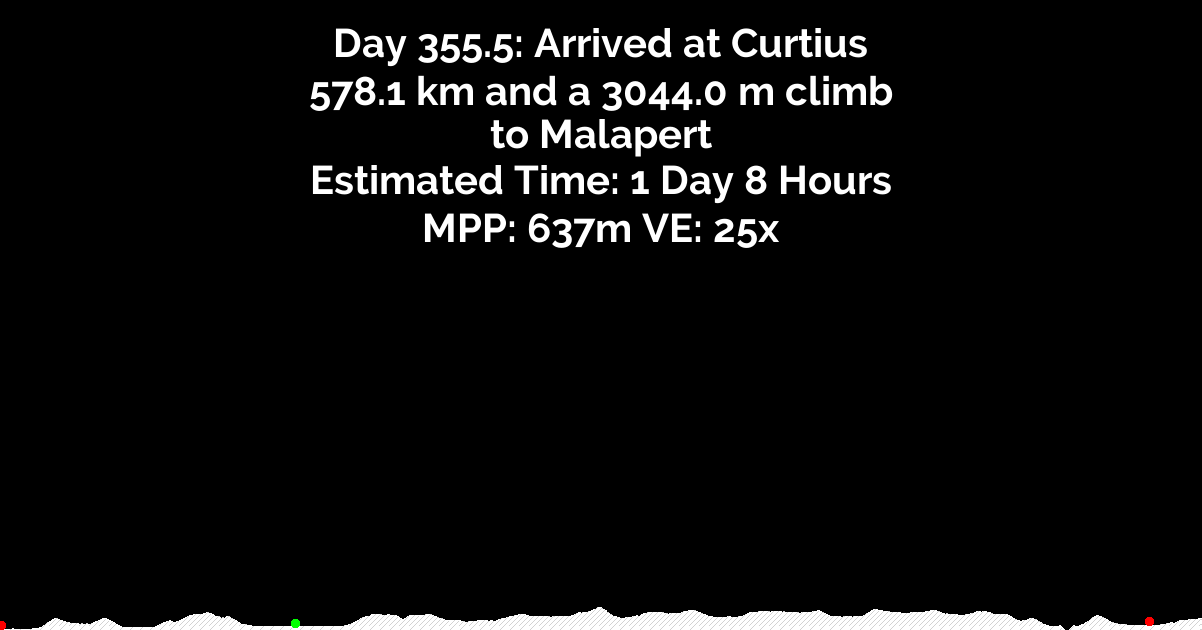 Day 355.5: Arrived at Curtius
578.1 km and a 3044.0 m climb
to Malapert
Estimated Time: 1 Day 8 Hours
MPP: 637m VE: 25x